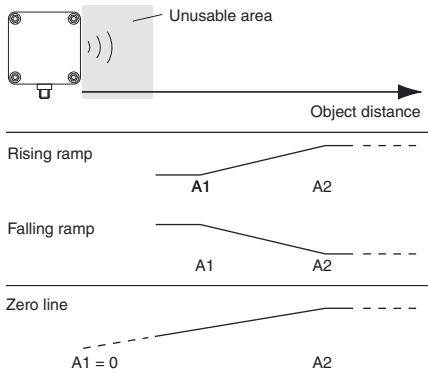 Unusable area
Object distance
Rising ramp
A1 A2
Falling ramp
A1 A2
Zero line
A1 = 0 A2